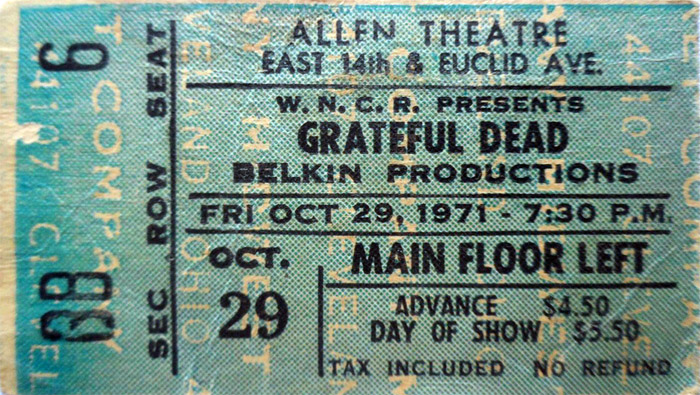 ALLEN THEATRE
EAST 14th & EUCLID AVE.
W. N. C. R. PRESENTS
GRATEFUL DEAD
BELKIN PRODUCTIONS
FRI OCT 29, 1971 - 7:30 P.M.
OCT.
29
MAIN FLOOR LEFT
ADVANCE $4.50
DAY OF SHOW $5.50
TAX INCLUDED NO REFUND
SEC ROW SEAT
BB 9